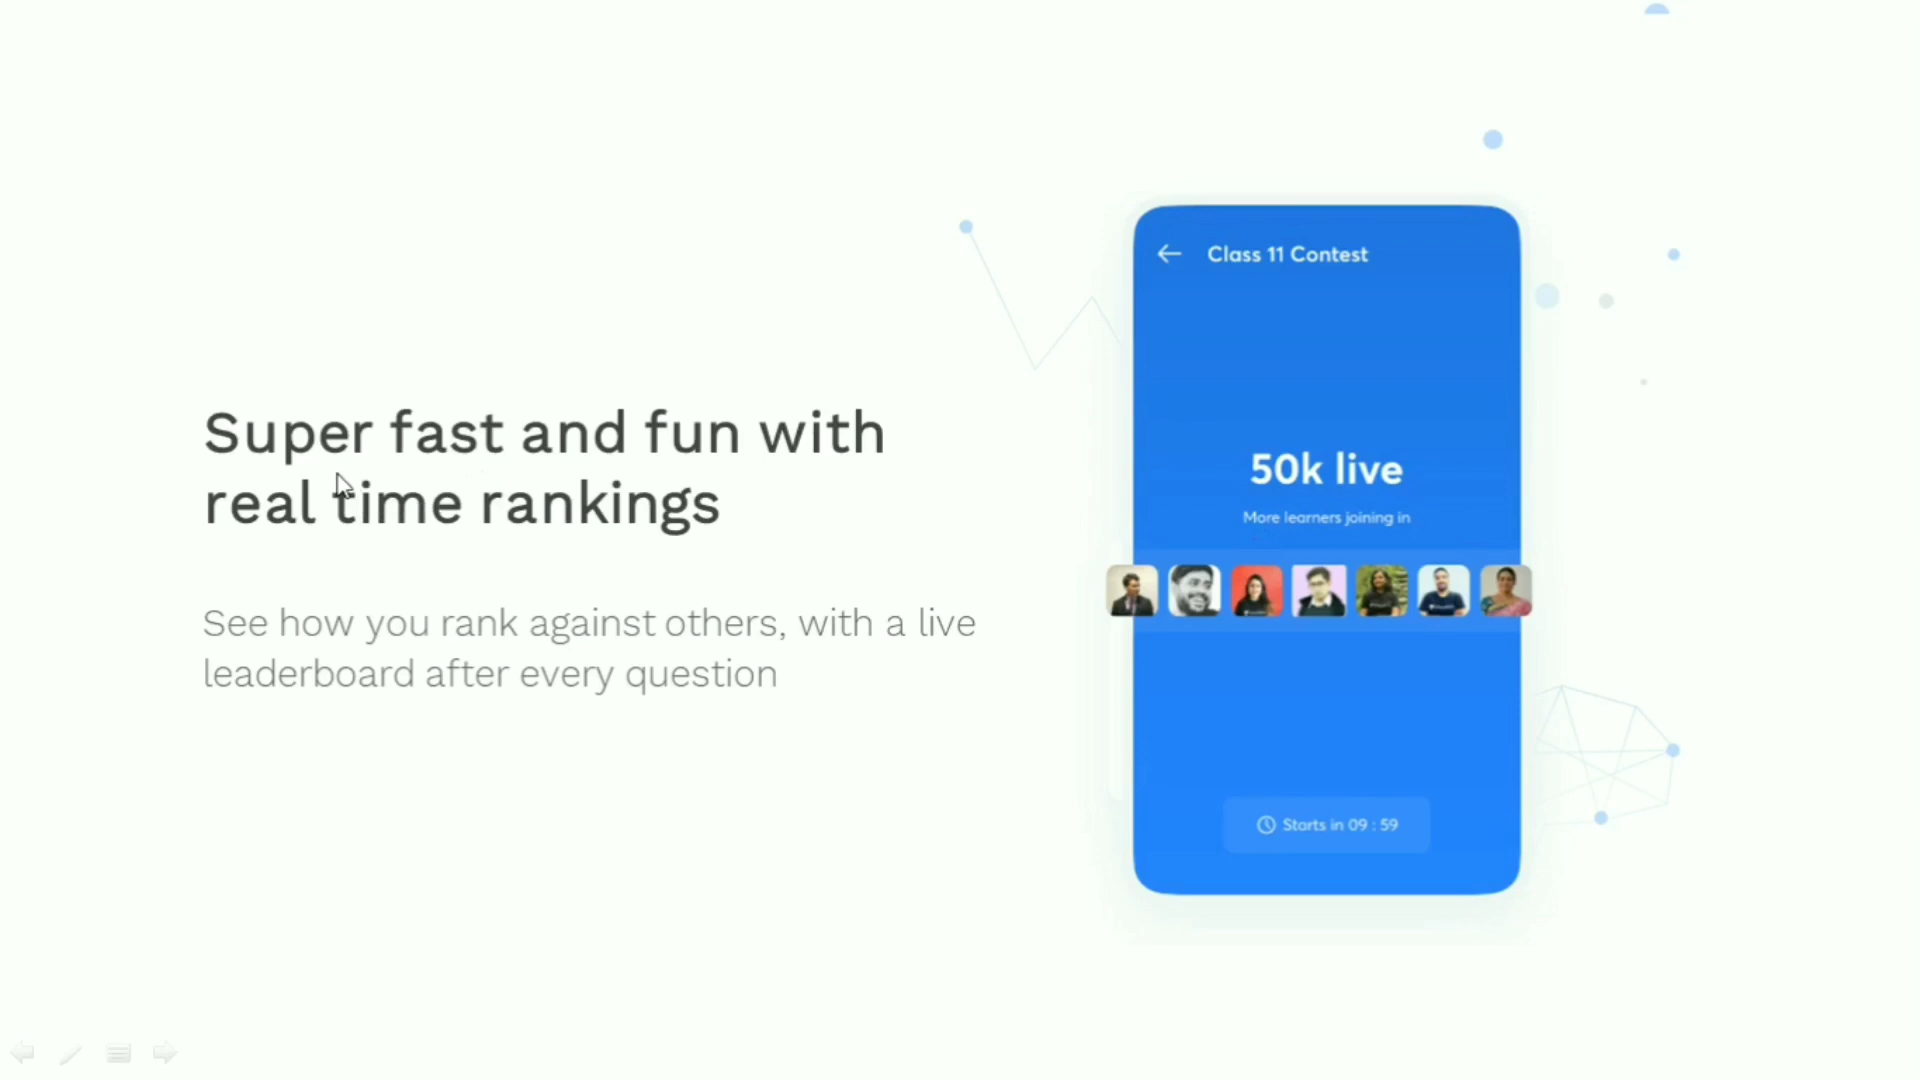 Super fast and fun with
real time rankings
See how you rank against others, with a live
leaderboard after every question
Class 11 Contest
50k live
More learners joining in
Starts in 09 : 59